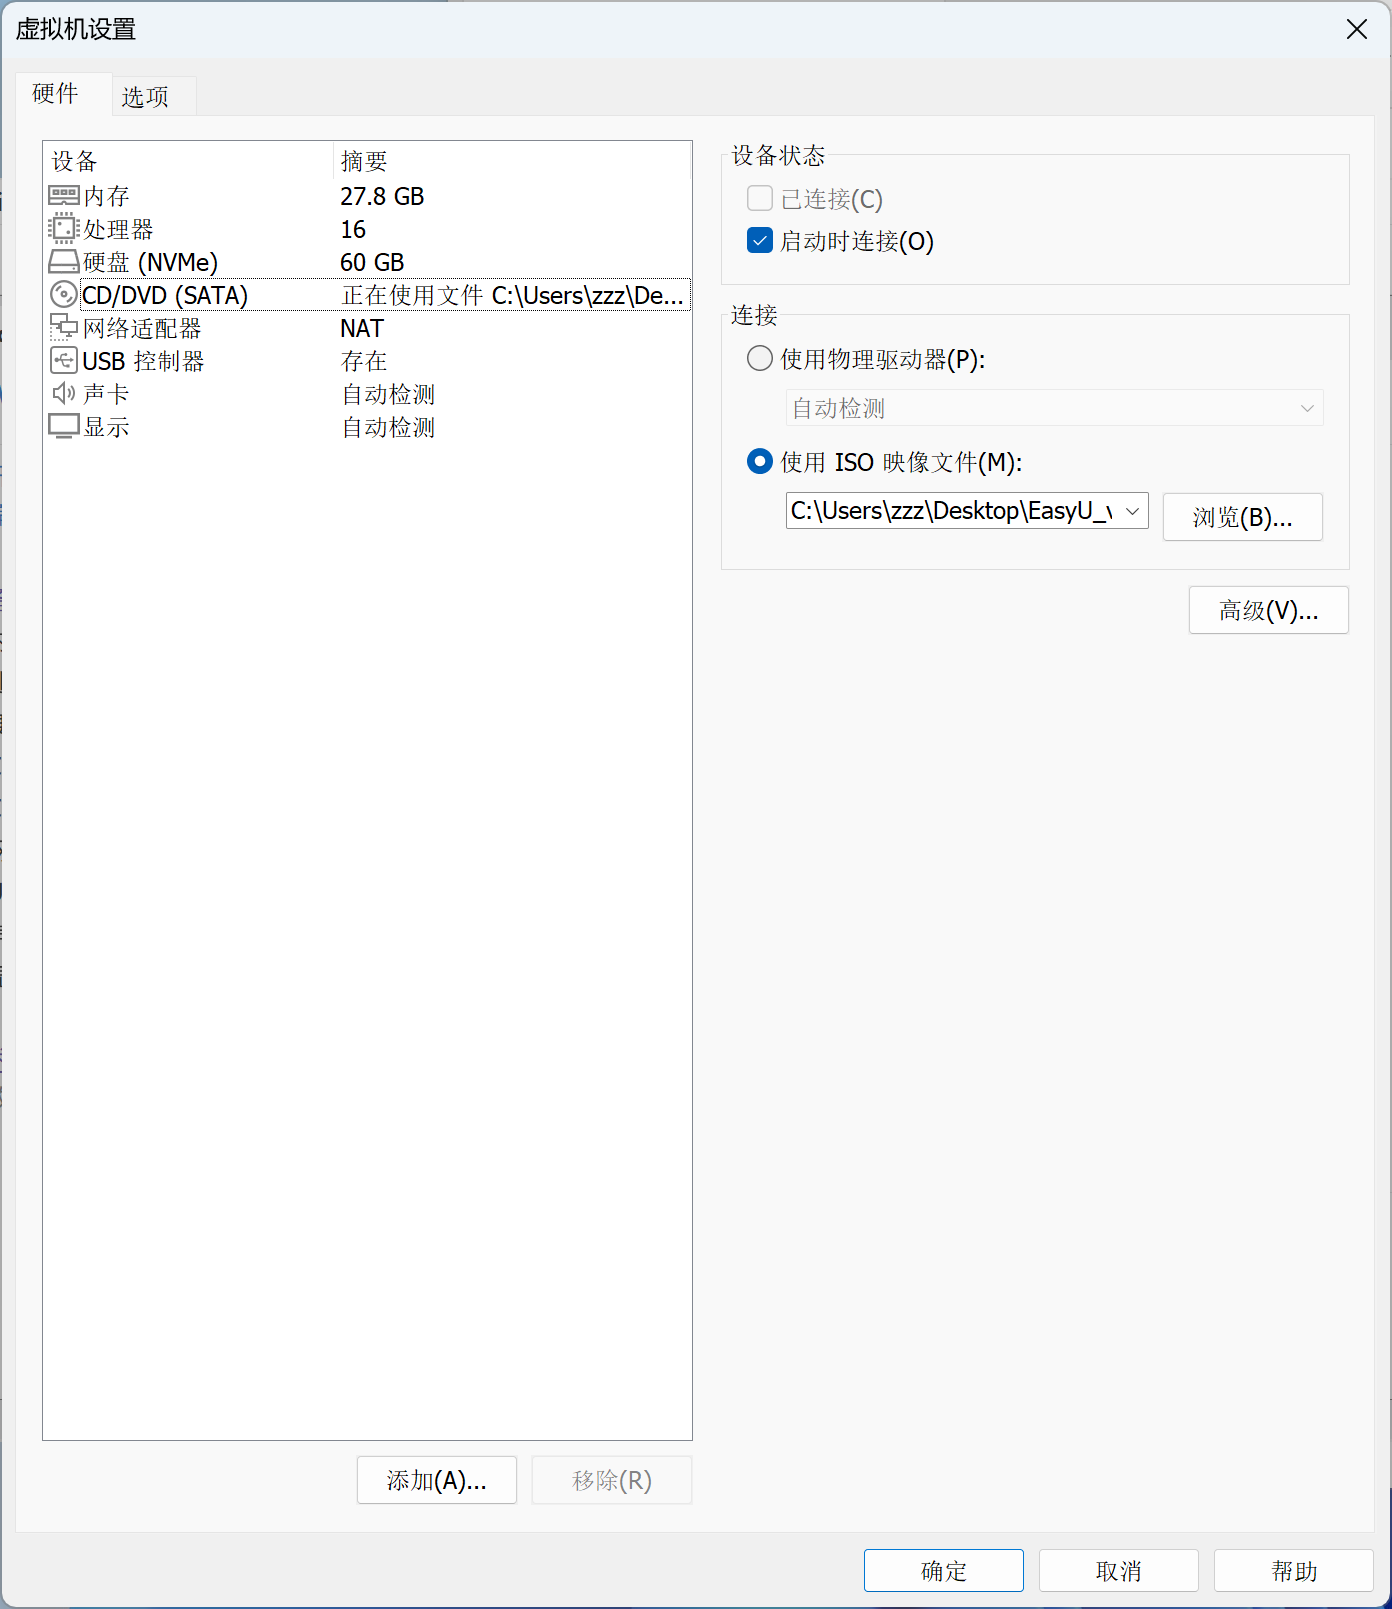 虚拟机设置
硬件
选项
设备 摘要
内存 27.8 GB
处理器 16
硬盘 (NVMe) 60 GB
CD/DVD (SATA) 正在使用文件 C:\Users\zzz\De...
网络适配器 NAT
USB 控制器 存在
声卡 自动检测
显示 自动检测
添加(A)...
移除(R)
设备状态
已连接(C)
启动时连接(O)
连接
使用物理驱动器(P):
自动检测
使用 ISO 映像文件(M):
C:\Users\zzz\Desktop\EasyU_v
浏览(B)...
高级(V)...
确定
取消
帮助